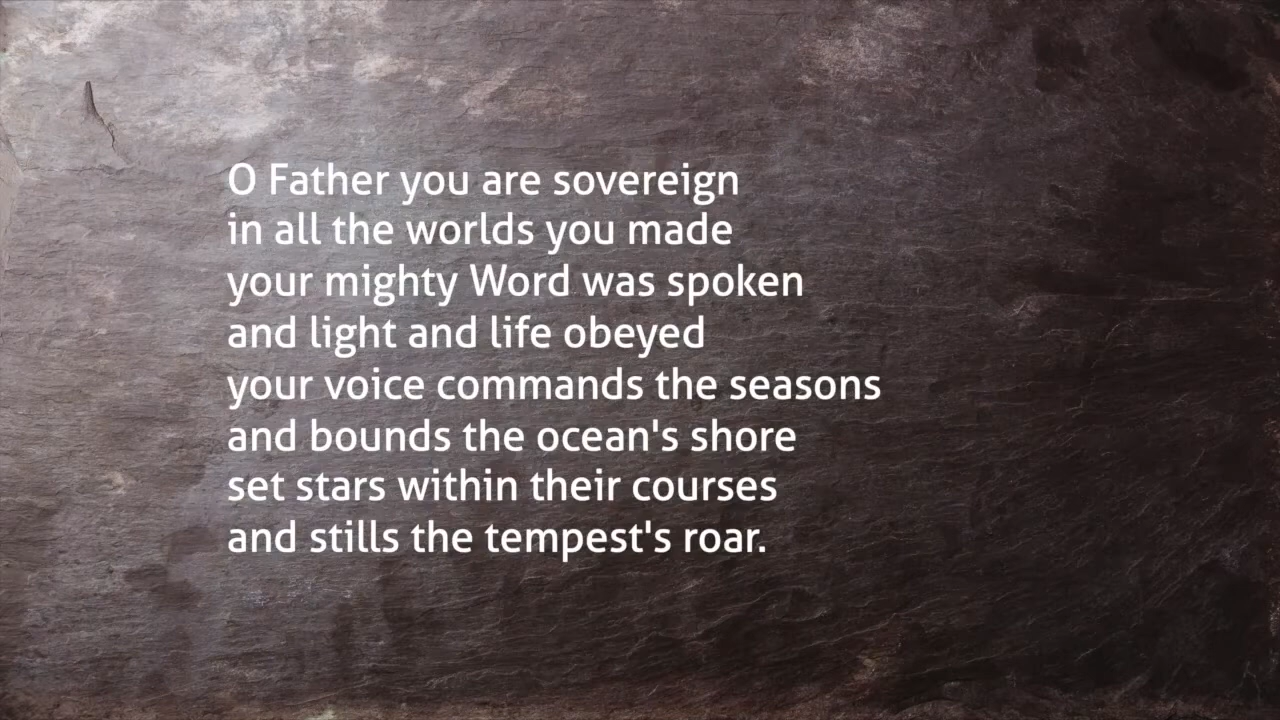 O Father you are sovereign
in all the worlds you made
your mighty Word was spoken
and light and life obeyed
your voice commands the seasons
and bounds the ocean's shore
set stars within their courses
and stills the tempest's roar.